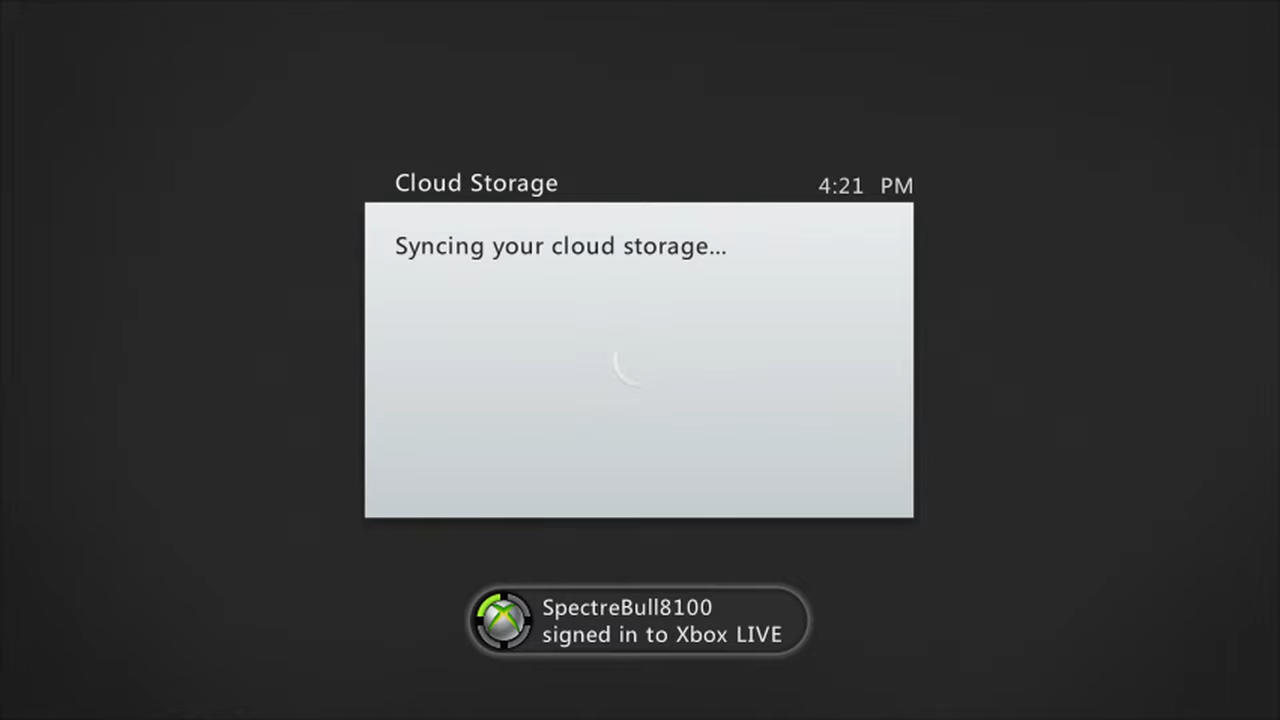 Cloud Storage
4:21 PM
Syncing your cloud storage...
SpectreBull8100
signed in to Xbox LIVE